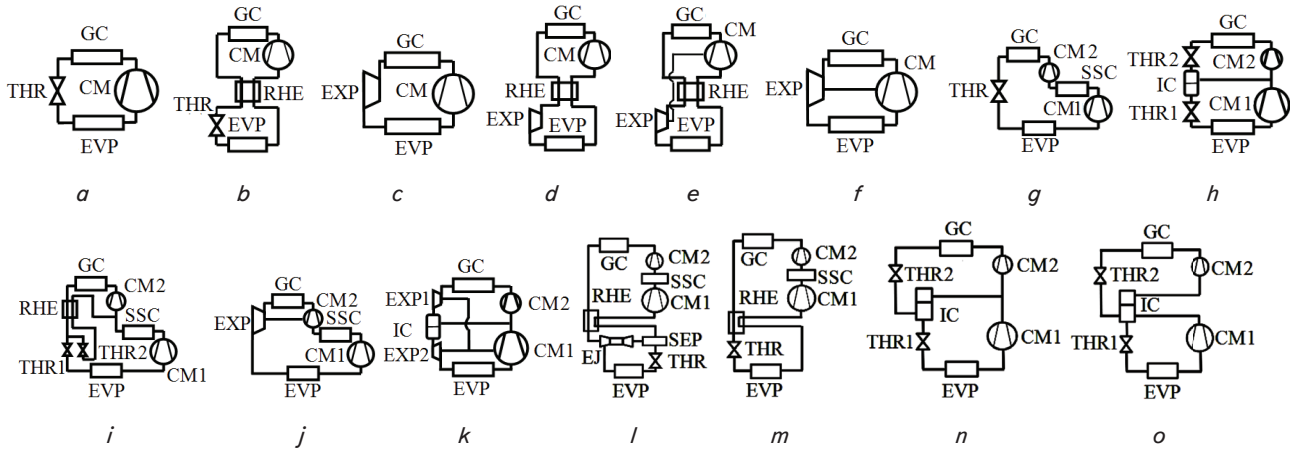 GC
THR
CM
EVP
a
GC
CM
RHE
THR
EVP
b
GC
EXP
CM
EVP
c
GC
CM
RHE
EXP
EVP
d
GC
CM
RHE
EXP
EVP
e
GC
CM
EXP
EVP
f
GC
CM2
SSC
THR
CM1
EVP
g
GC
THR2
CM2
IC
THR1
CM1
EVP
h
GC
CM2
RHE
SSC
THR1
THR2
CM1
EVP
i
GC
CM2
EXP
SSC
CM1
EVP
j
GC
EXP1
CM2
IC
EXP2
CM1
EVP
k
GC
CM2
SSC
RHE
CM1
SEP
EJ
THR
EVP
l
GC
CM2
SSC
RHE
CM1
THR
EVP
m
GC
THR2
CM2
IC
THR1
CM1
EVP
n
GC
THR2
CM2
IC
THR1
CM1
EVP
o